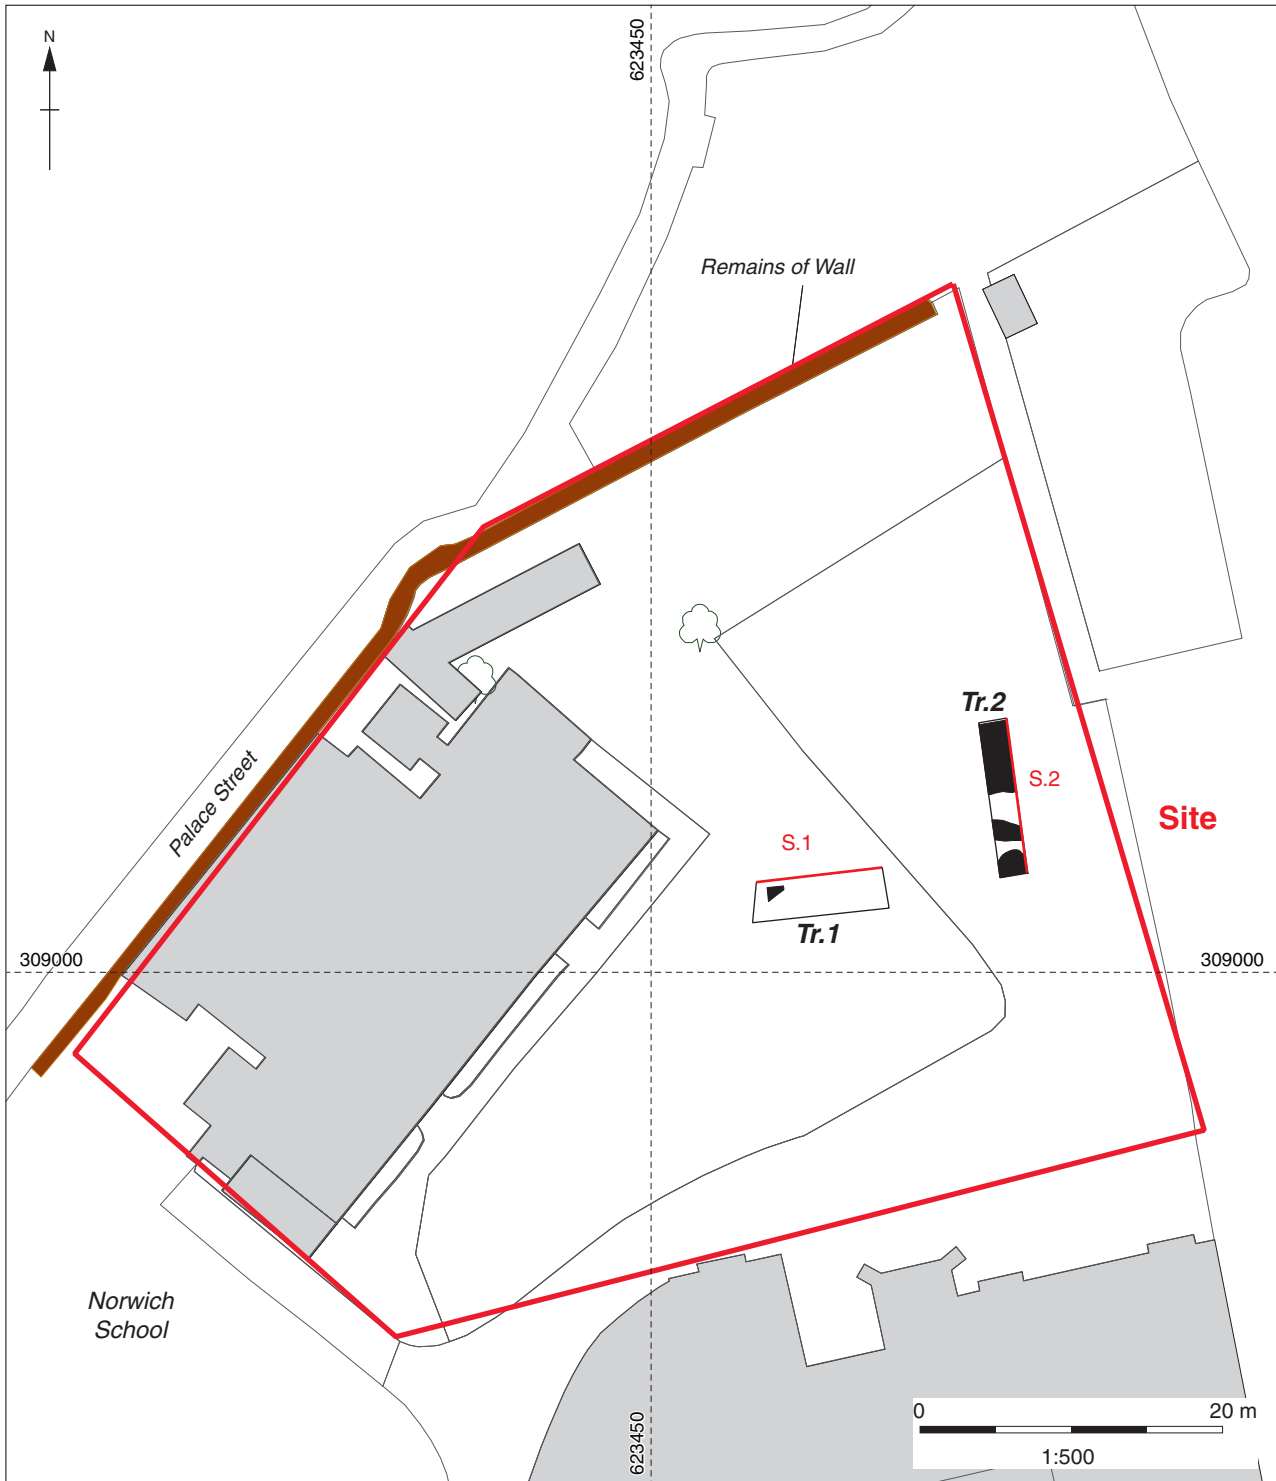 N
623450
Remains of Wall
Tr.2
S.2
Palace Street
Site
S.1
Tr.1
309000
309000
Norwich
School
623450
0 20 m
1:500